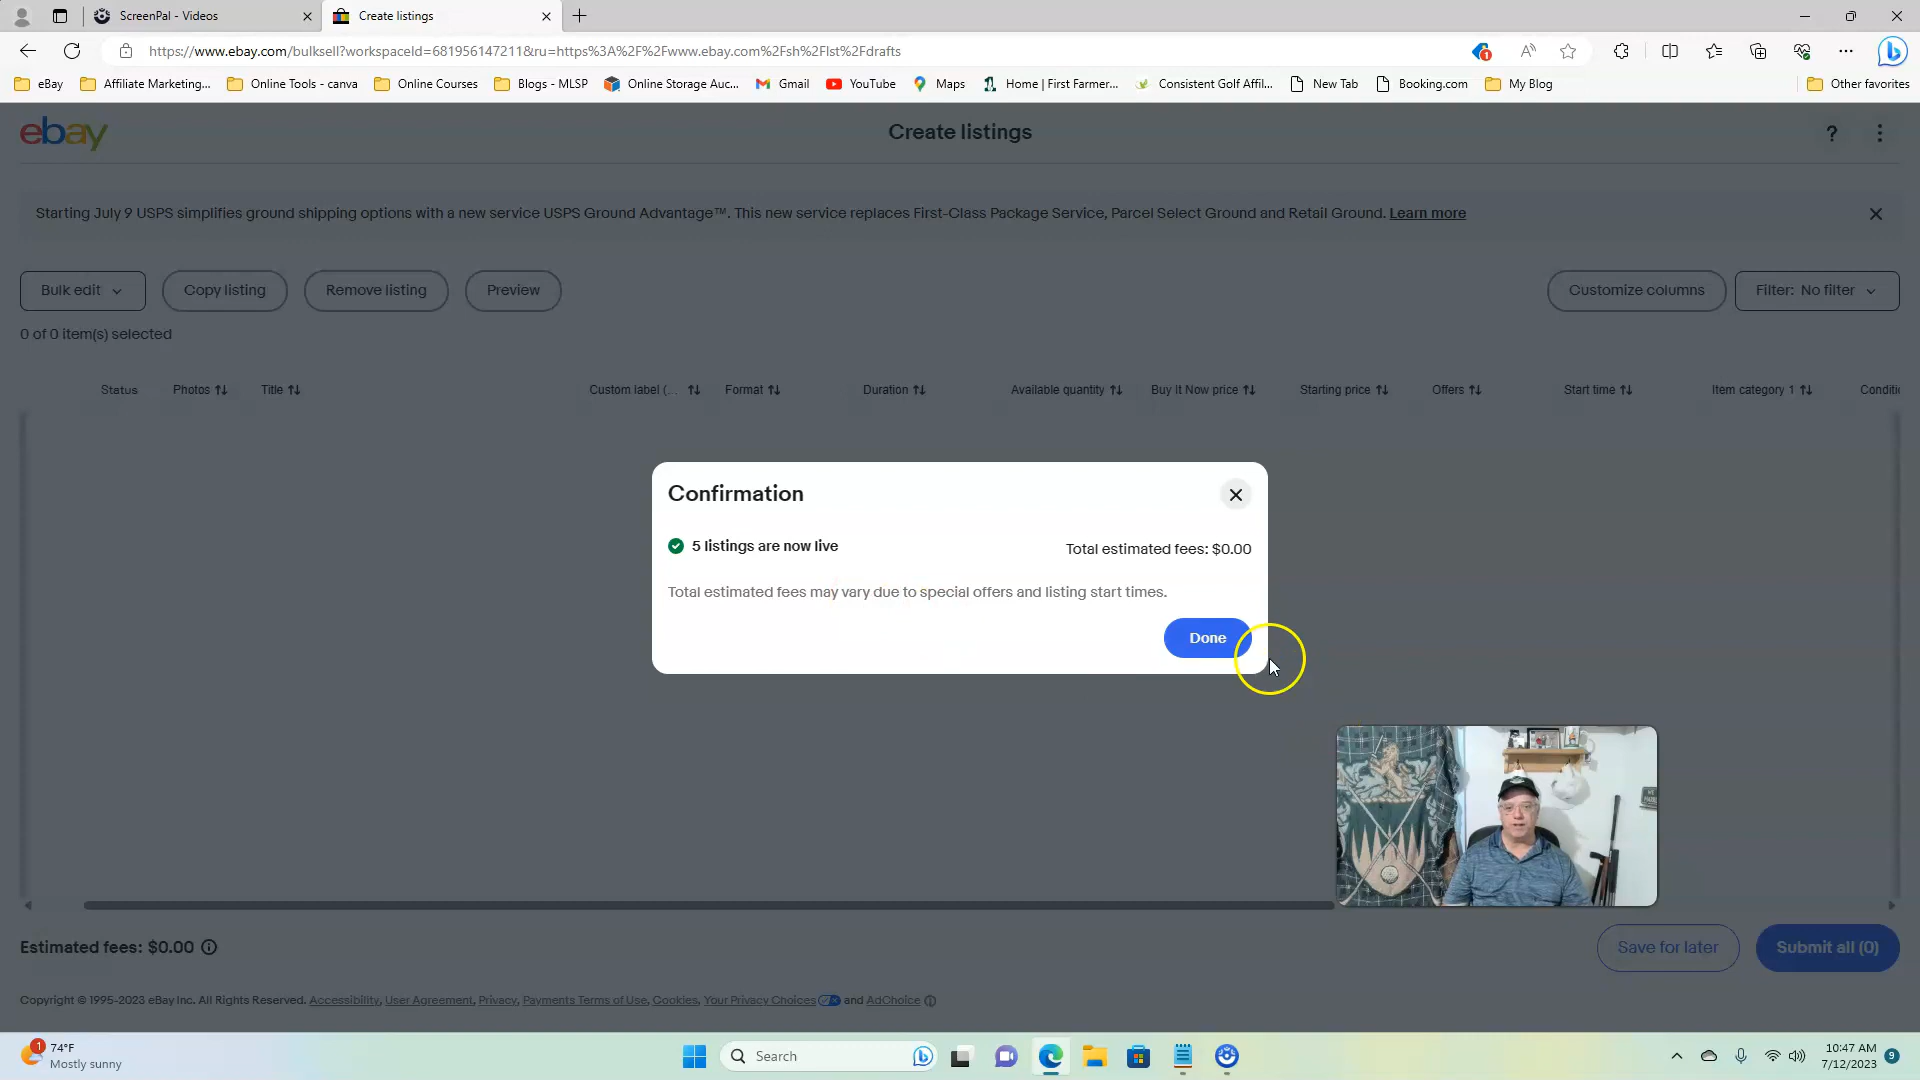 ScreenPal - Videos
Create listings
https://www.ebay.com/bulksell?workspaceId=681956147211&ru=https%3A%2F%2Fwww.ebay.com%2Fsh%2Flst%2Fdrafts
eBay
Affiliate Marketing...
Online Tools - canva
Online Courses
Blogs - MLSP
Online Storage Auc...
Gmail
YouTube
Maps
Home | First Farmer...
Consistent Golf Affil...
New Tab
Booking.com
My Blog
Other favorites
ebay
Create listings
?
Starting July 9 USPS simplifies ground shipping options with a new service USPS Ground Advantage™. This new service replaces First-Class Package Service, Parcel Select Ground and Retail Ground. Learn more
Bulk edit
Copy listing
Remove listing
Preview
Customize columns
Filter: No filter
0 of 0 item(s) selected
Status
Photos
Title
Custom label (...
Format
Duration
Available quantity
Buy It Now price
Starting price
Offers
Start time
Item category 1
Conditi
Confirmation
5 listings are now live
Total estimated fees: $0.00
Total estimated fees may vary due to special offers and listing start times.
Done
Estimated fees: $0.00
Save for later
Submit all (0)
Copyright © 1995-2023 eBay Inc. All Rights Reserved. Accessibility, User Agreement, Privacy, Payments Terms of Use, Cookies, Your Privacy Choices and AdChoice
1
74°F
Mostly sunny
Search
10:47 AM
7/12/2023
9